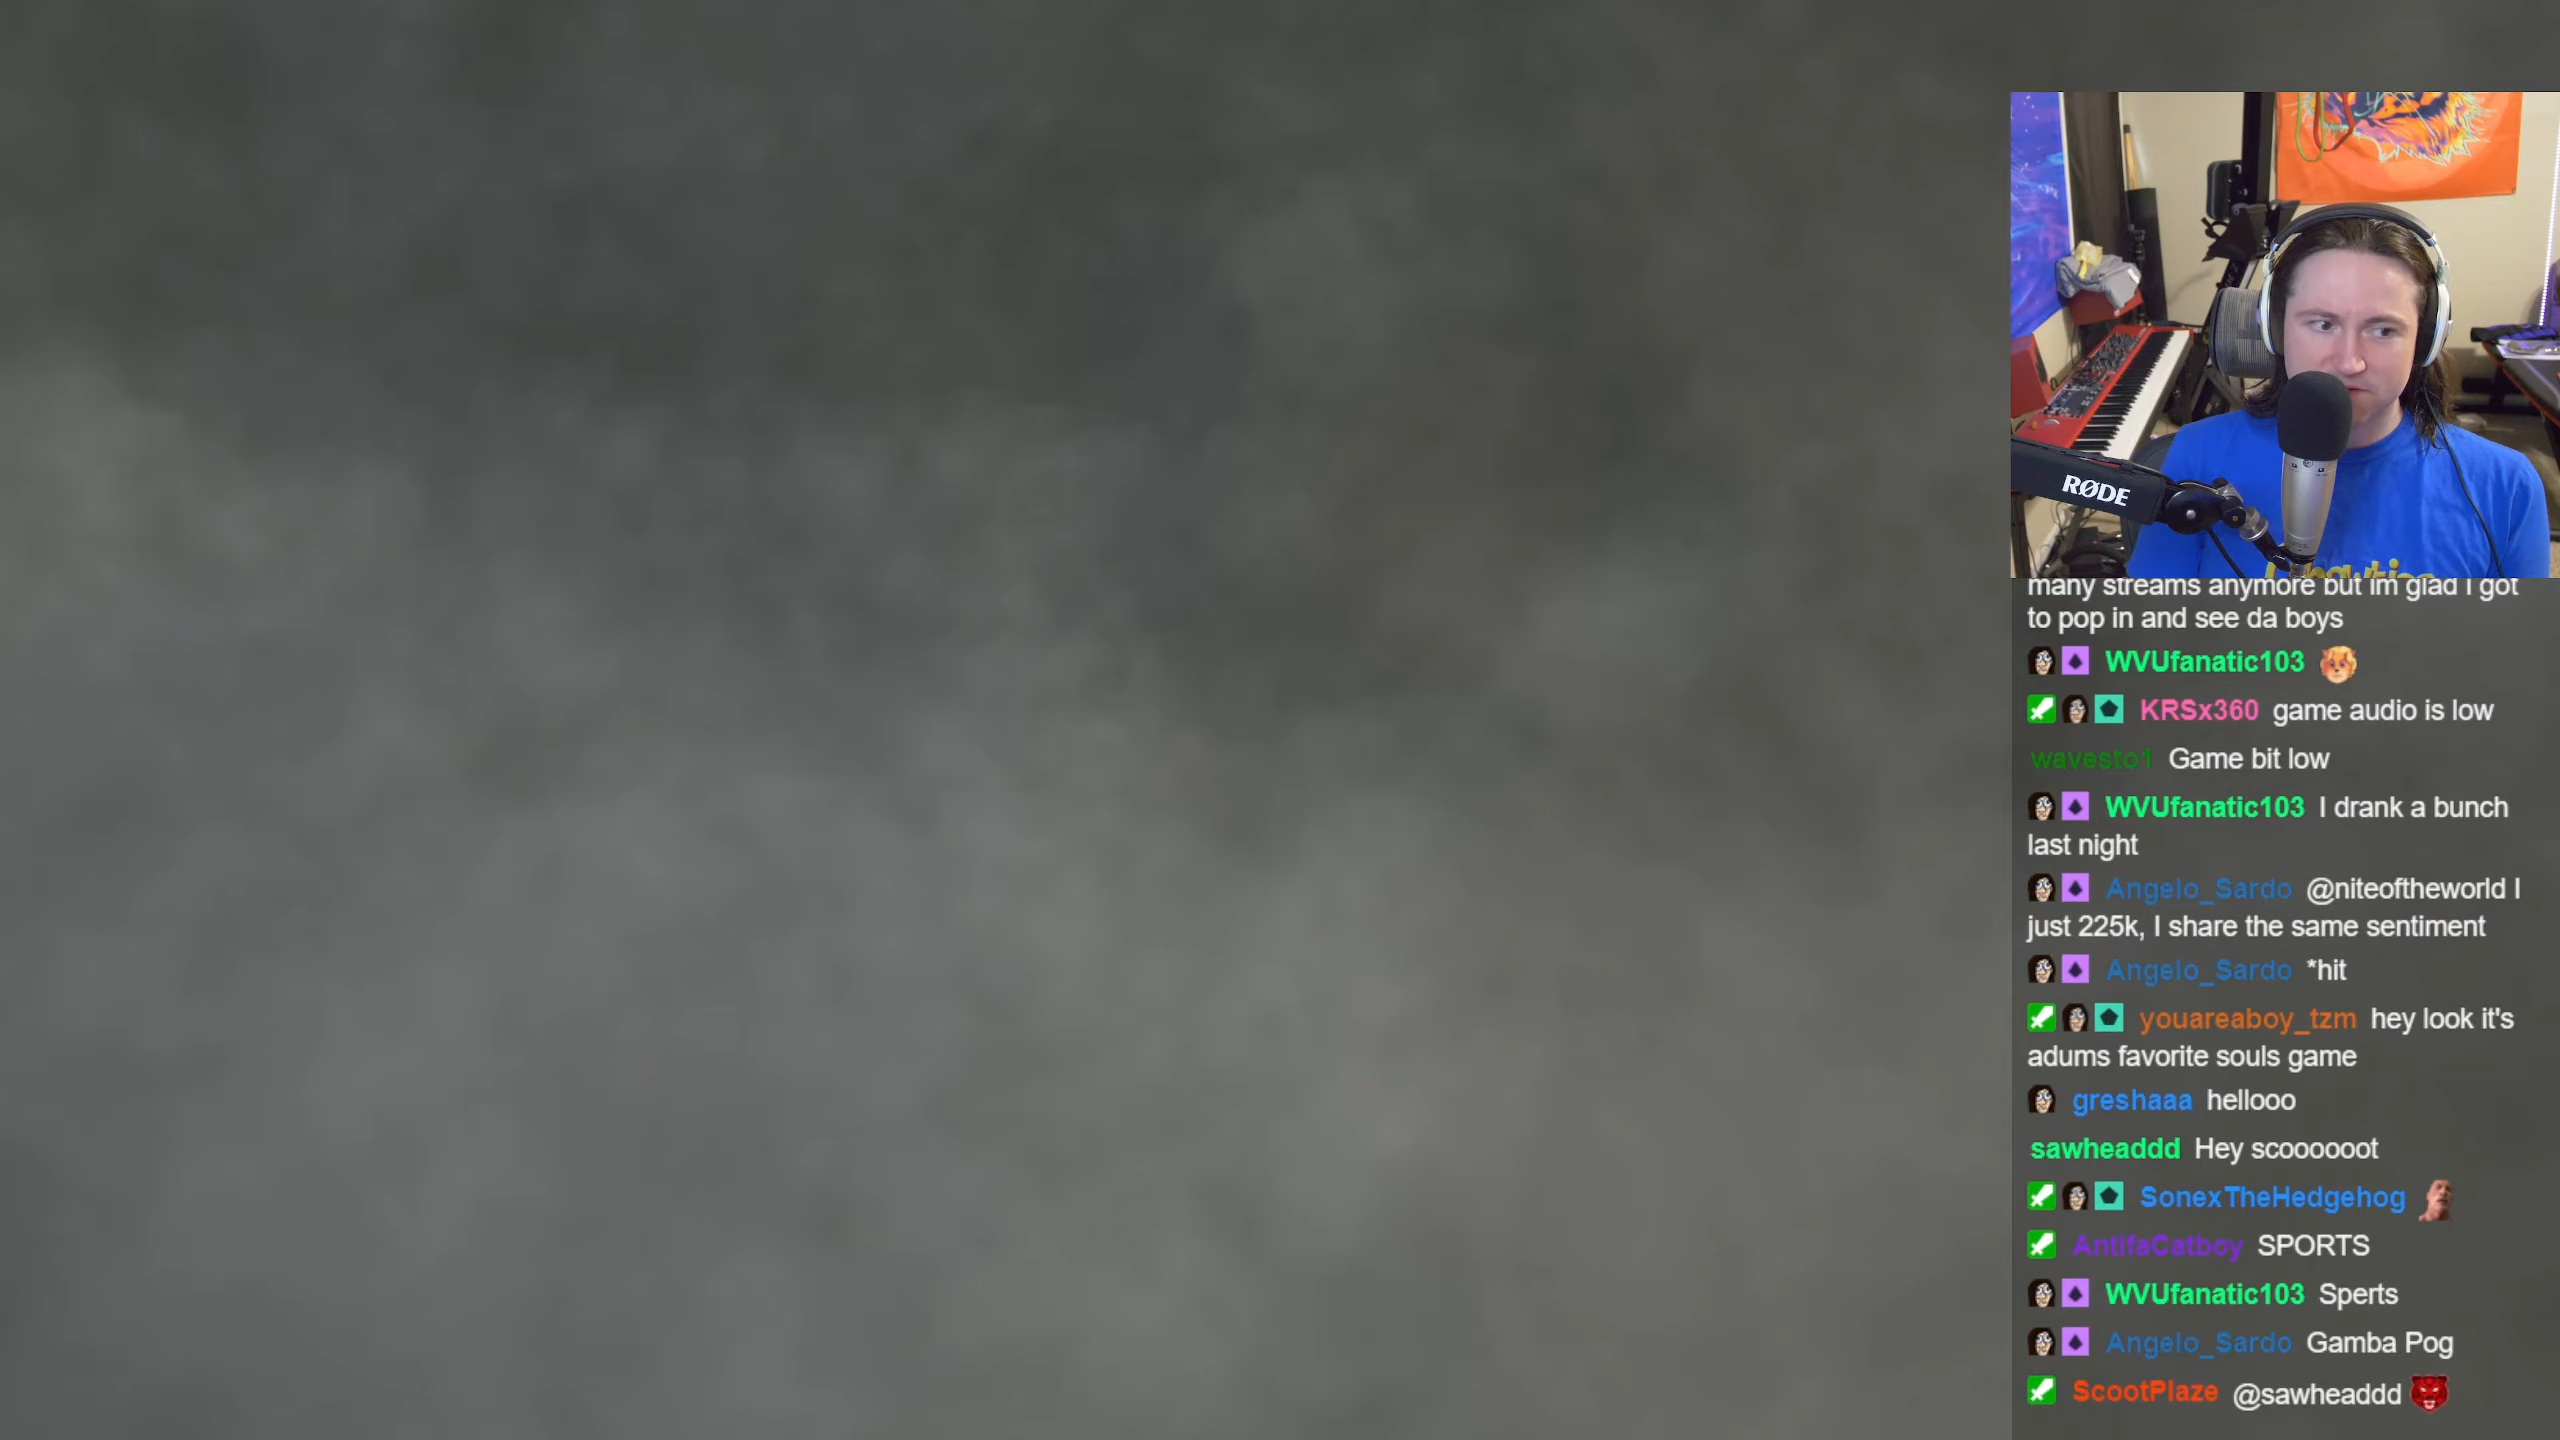 RØDE
many streams anymore but im glad I got
to pop in and see da boys
WVUfanatic103
KRSx360 game audio is low
wavesto1 Game bit low
WVUfanatic103 I drank a bunch
last night
Angelo_Sardo @niteoftheworld I
just 225k, I share the same sentiment
Angelo_Sardo *hit
youareaboy_tzm hey look it's
adums favorite souls game
greshaaa hellooo
sawheaddd Hey scoooooot
SonexTheHedgehog
AntifaCatboy SPORTS
WVUfanatic103 Sperts
Angelo_Sardo Gamba Pog
ScootPlaze @sawheaddd